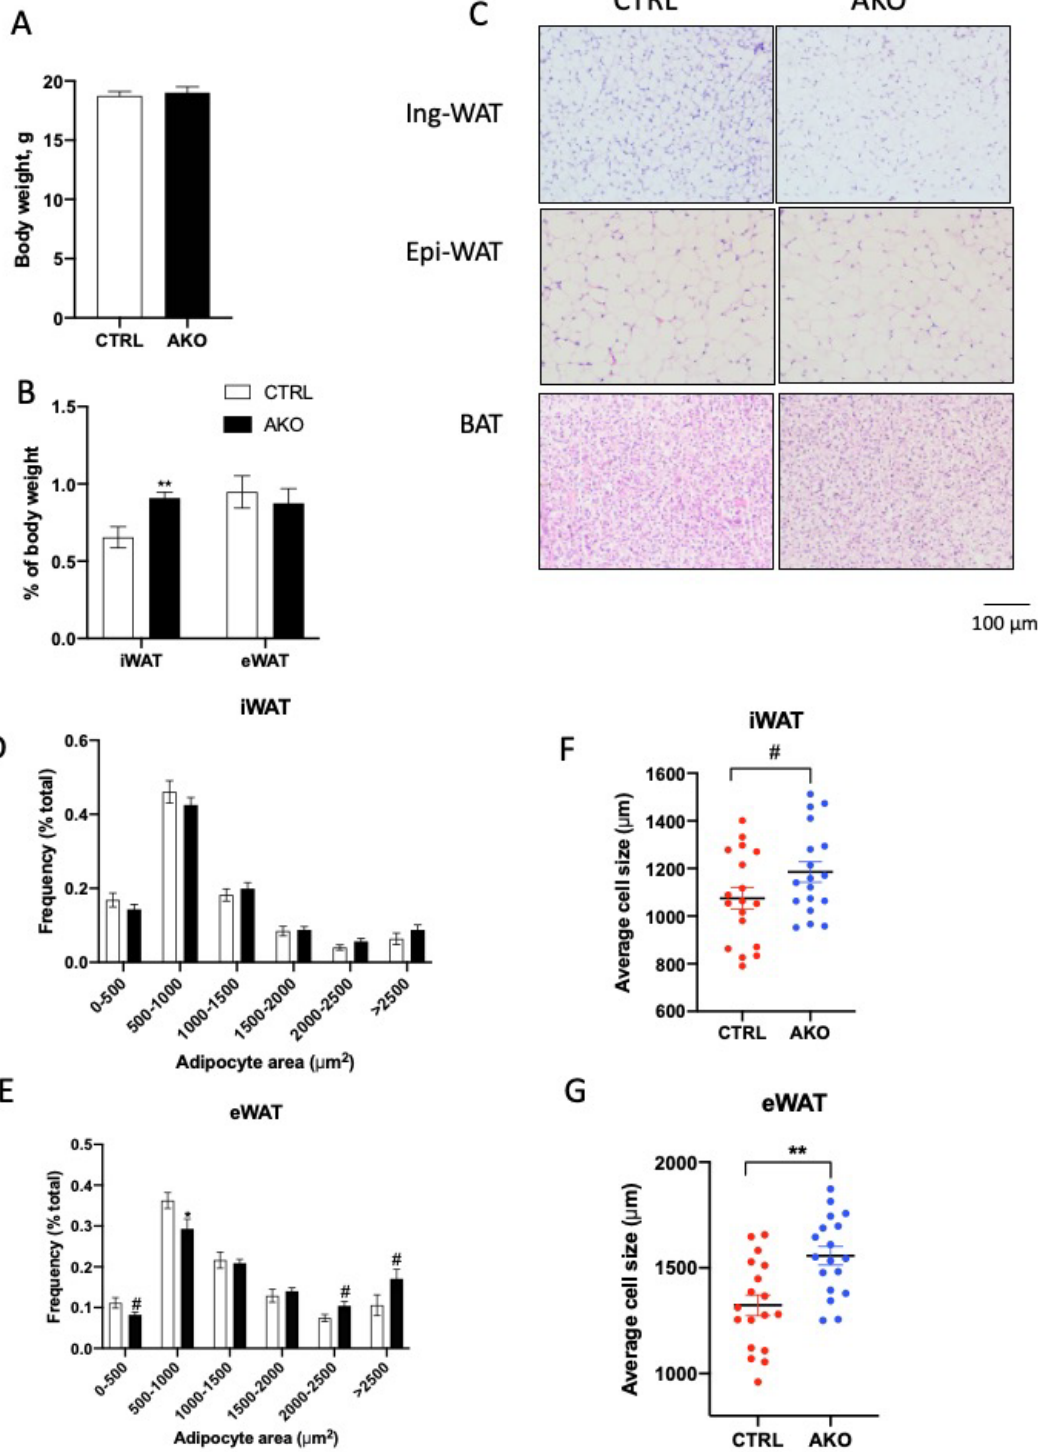 A
C
CTRL
AKO
Body weight, g
20
15
10
5
0
CTRL
AKO
Ing-WAT
Epi-WAT
BAT
100 µm
B
CTRL
AKO
% of body weight
1.5
1.0
0.5
0.0
**
iWAT
eWAT
iWAT
Frequency (% total)
0.6
0.4
0.2
0.0
0-500
500-1000
1000-1500
1500-2000
2000-2500
>2500
Adipocyte area (µm²)
F
iWAT
#
Average cell size (µm)
1600
1400
1200
1000
800
600
CTRL
AKO
E
eWAT
Frequency (% total)
0.5
0.4
0.3
0.2
0.1
0.0
#
*
#
#
0-500
500-1000
1000-1500
1500-2000
2000-2500
>2500
Adipocyte area (µm²)
G
eWAT
**
Average cell size (µm)
2000
1500
1000
CTRL
AKO